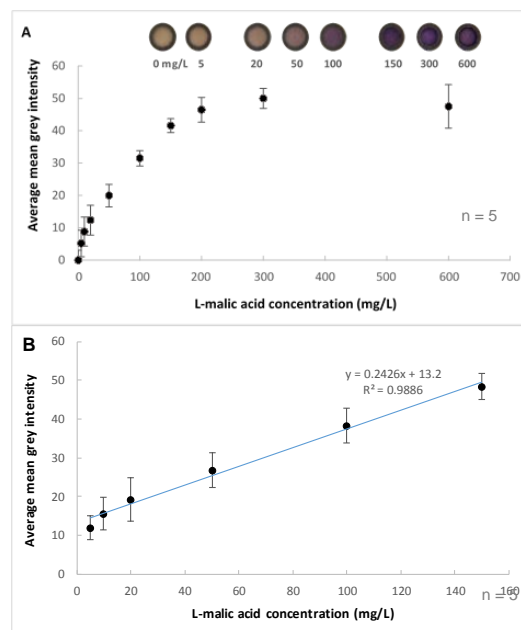 A
0 mg/L 5 20 50 100 150 300 600
60
50
40
30
20
10
0
0 100 200 300 400 500 600 700
Average mean grey intensity
n = 5
L-malic acid concentration (mg/L)
B
60
50
40
30
20
10
0
0 20 40 60 80 100 120 140 160
Average mean grey intensity
y = 0.2426x + 13.2
R² = 0.9886
n = 5
L-malic acid concentration (mg/L)